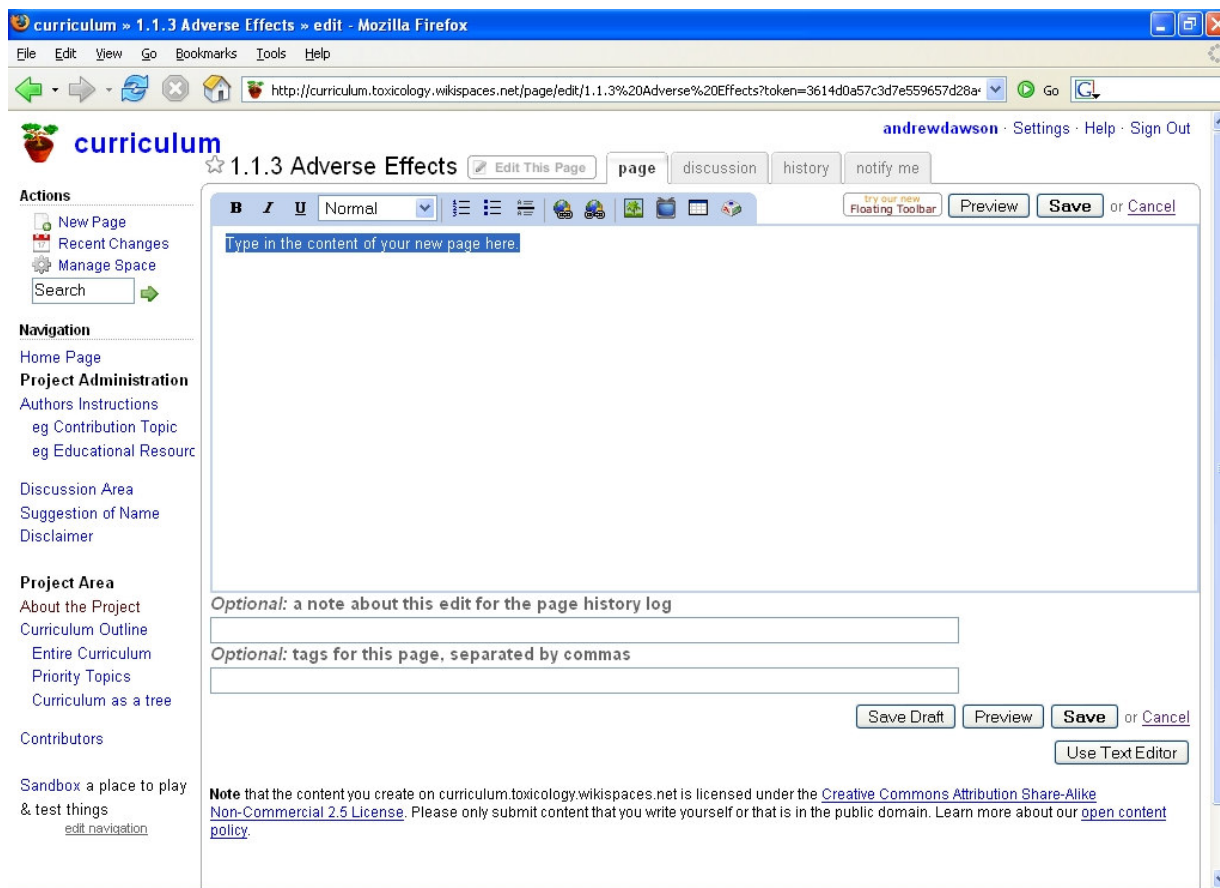 curriculum » 1.1.3 Adverse Effects » edit - Mozilla Firefox
File Edit View Go Bookmarks Tools Help
http://curriculum.toxicology.wikispaces.net/page/edit/1.1.3%20Adverse%20Effects?token=3614d0a57c3d7e559657d28a Go G
andrewdawson · Settings · Help · Sign Out
curriculum
1.1.3 Adverse Effects Edit This Page page discussion history notify me
Actions
New Page
Recent Changes
Manage Space
Search
B I U Normal try our new Floating Toolbar Preview Save or Cancel
Type in the content of your new page here.
Navigation
Home Page
Project Administration
Authors Instructions
eg Contribution Topic
eg Educational Resourc
Discussion Area
Suggestion of Name
Disclaimer
Project Area
About the Project
Curriculum Outline
Entire Curriculum
Priority Topics
Curriculum as a tree
Contributors
Sandbox a place to play
& test things
edit navigation
Optional: a note about this edit for the page history log
Optional: tags for this page, separated by commas
Save Draft Preview Save or Cancel
Use Text Editor
Note that the content you create on curriculum.toxicology.wikispaces.net is licensed under the Creative Commons Attribution Share-Alike
Non-Commercial 2.5 License. Please only submit content that you write yourself or that is in the public domain. Learn more about our open content
policy.